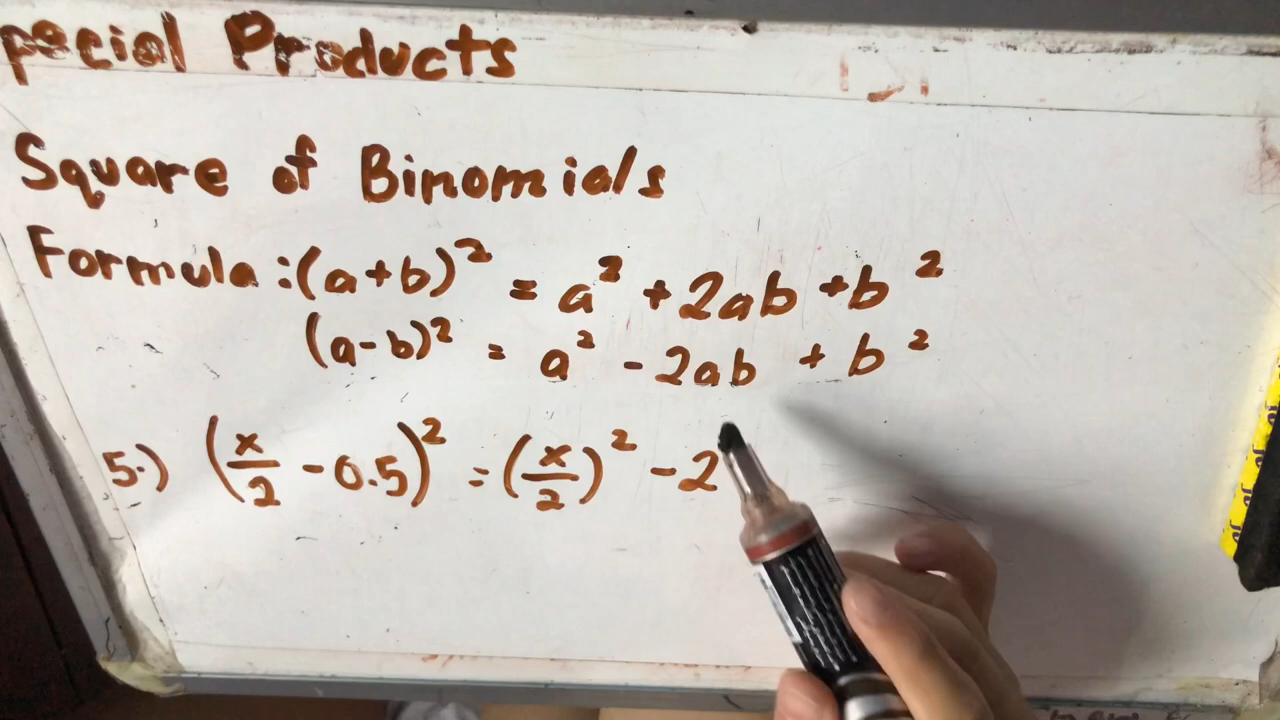 pecial Products
Square of Binomials
Formula :(a+b)² = a² + 2ab + b²
(a-b)² = a² - 2ab + b²
5.) (x/2 - 0.5)² = (x/2)² - 2